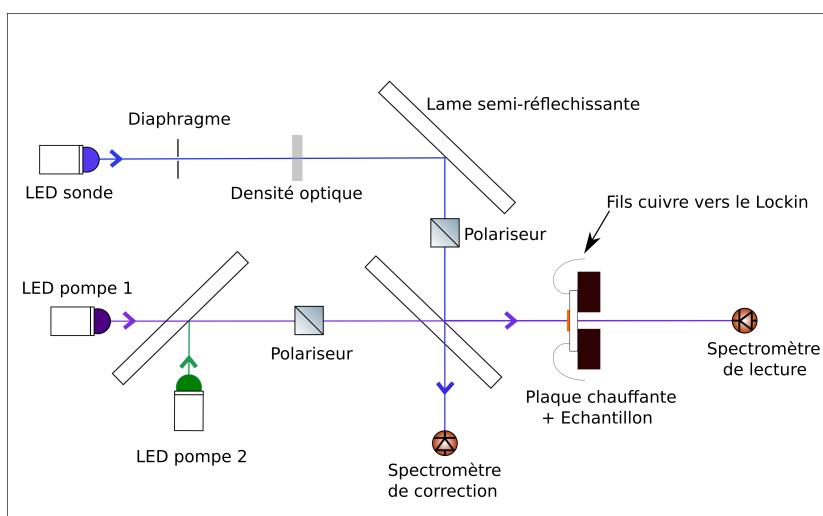 Lame semi-réflechissante
Diaphragme
LED sonde
Densité optique
Fils cuivre vers le Lockin
Polariseur
LED pompe 1
Polariseur
Spectromètre
de lecture
Plaque chauffante
+ Echantillon
LED pompe 2
Spectromètre
de correction